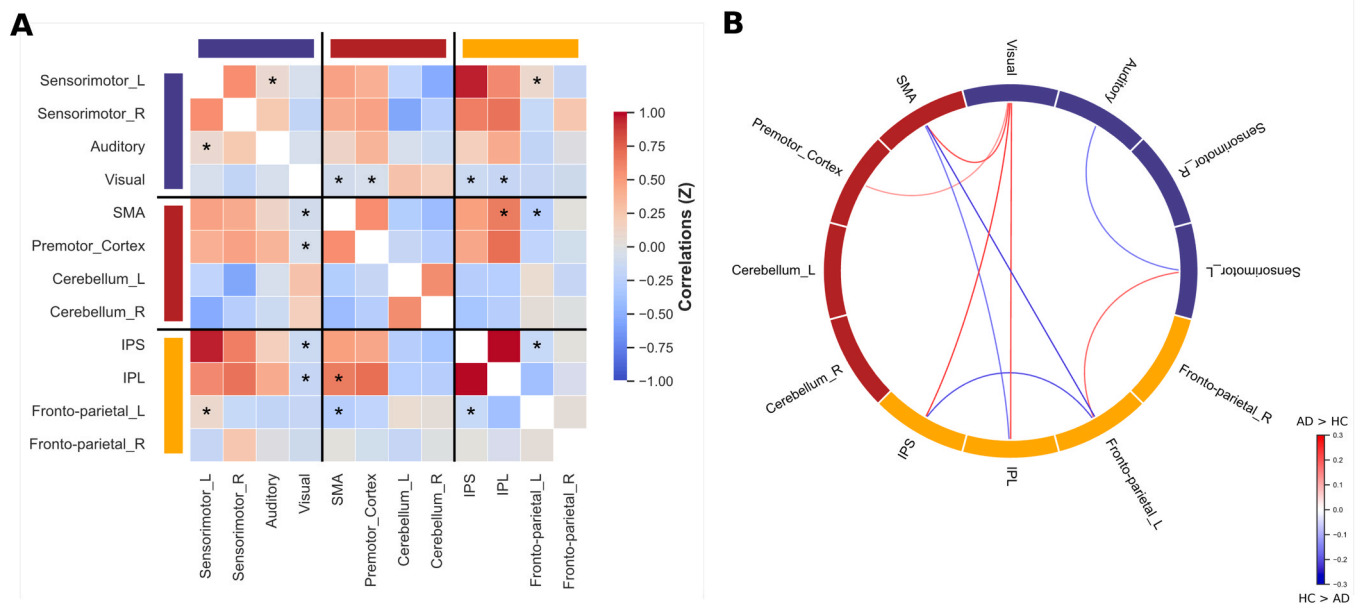 A
Sensorimotor_L
Sensorimotor_R
Auditory
Visual
SMA
Premotor_Cortex
Cerebellum_L
Cerebellum_R
IPS
IPL
Fronto-parietal_L
Fronto-parietal_R
* *
*
* * * *
* * *
*
* *
* *
* * *
Sensorimotor_L
Sensorimotor_R
Auditory
Visual
SMA
Premotor_Cortex
Cerebellum_L
Cerebellum_R
IPS
IPL
Fronto-parietal_L
Fronto-parietal_R
1.00
0.75
0.50
0.25
0.00
−0.25
−0.50
−0.75
−1.00
Correlations (Z)
B
Visual
Auditory
Sensorimotor
_R
Sensorimotor_L
Fronto-parietal_R
Fronto-parietal_L
IPL
IPS
Cerebellum_R
Cerebellum_L
Premotor_Cortex
SMA
AD > HC
0.3
0.2
0.1
0.0
−0.1
−0.2
−0.3
HC > AD